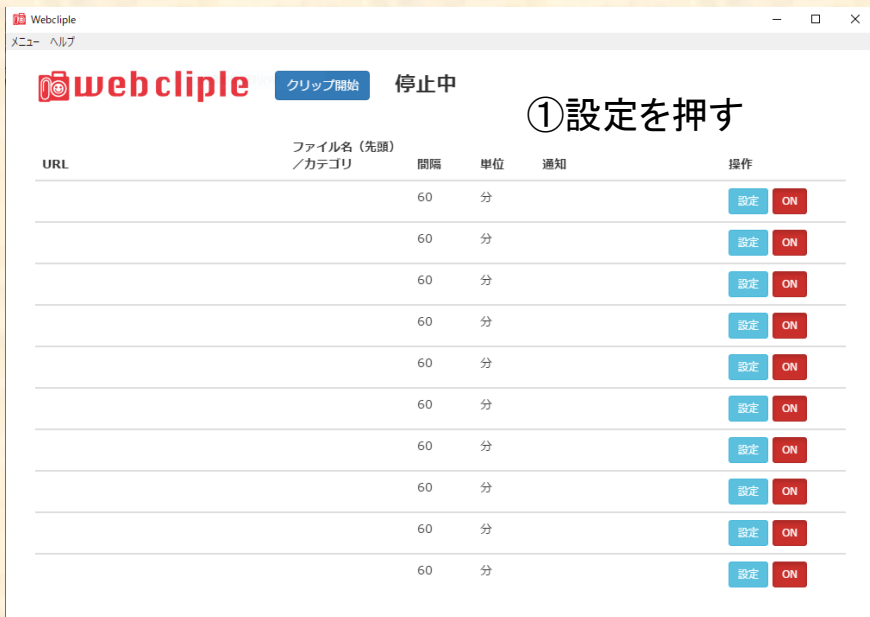 Webcliple
メニュー ヘルプ
webcliple クリップ開始 停止中
①設定を押す
URL ファイル名（先頭）／カテゴリ 間隔 単位 通知 操作
60 分 設定 ON
60 分 設定 ON
60 分 設定 ON
60 分 設定 ON
60 分 設定 ON
60 分 設定 ON
60 分 設定 ON
60 分 設定 ON
60 分 設定 ON
60 分 設定 ON